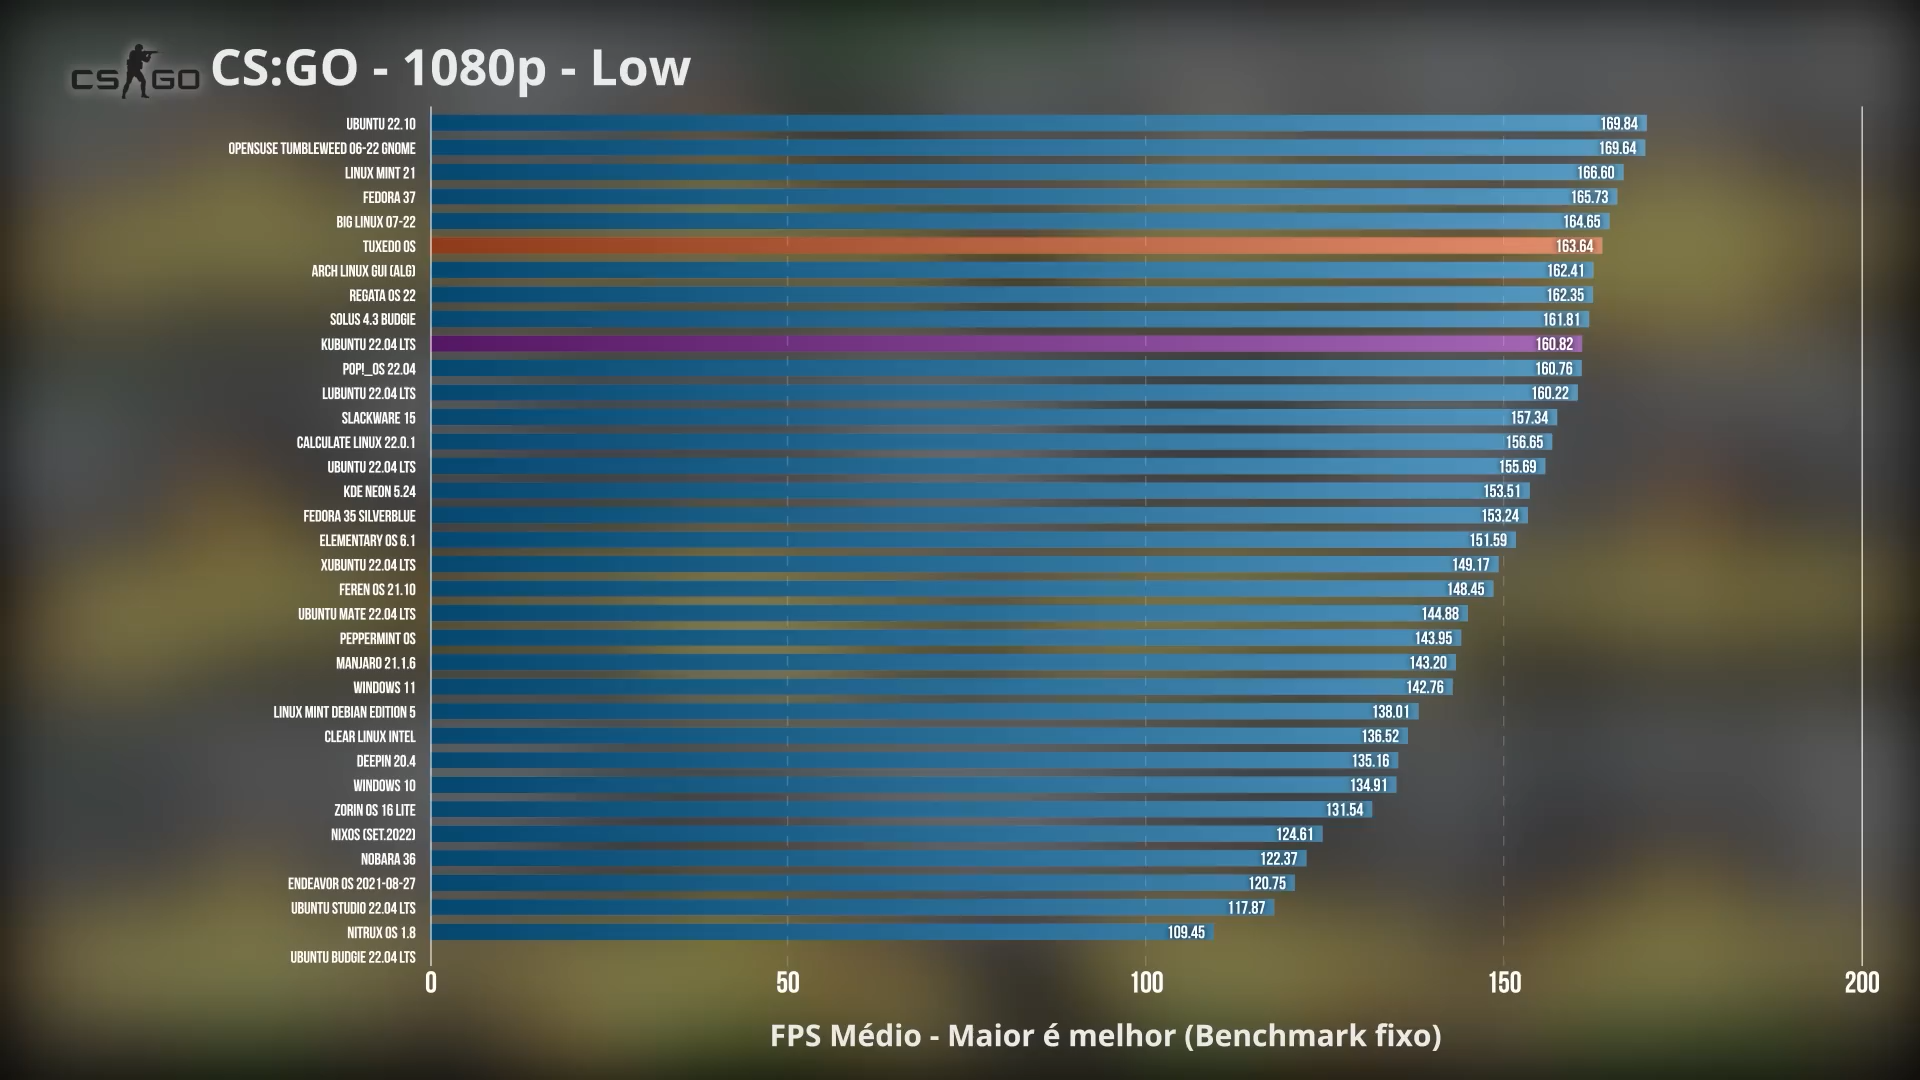 CS GO CS:GO - 1080p - Low
UBUNTU 22.10 169.84
OPENSUSE TUMBLEWEED 06-22 GNOME 169.64
LINUX MINT 21 166.60
FEDORA 37 165.73
BIG LINUX 07-22 164.65
TUXEDO OS 163.64
ARCH LINUX GUI (ALG) 162.41
REGATA OS 22 162.35
SOLUS 4.3 BUDGIE 161.81
KUBUNTU 22.04 LTS 160.82
POP!_OS 22.04 160.76
LUBUNTU 22.04 LTS 160.22
SLACKWARE 15 157.34
CALCULATE LINUX 22.0.1 156.65
UBUNTU 22.04 LTS 155.69
KDE NEON 5.24 153.51
FEDORA 35 SILVERBLUE 153.24
ELEMENTARY OS 6.1 151.59
XUBUNTU 22.04 LTS 149.17
FEREN OS 21.10 148.45
UBUNTU MATE 22.04 LTS 144.88
PEPPERMINT OS 143.95
MANJARO 21.1.6 143.20
WINDOWS 11 142.76
LINUX MINT DEBIAN EDITION 5 138.01
CLEAR LINUX INTEL 136.52
DEEPIN 20.4 135.16
WINDOWS 10 134.91
ZORIN OS 16 LITE 131.54
NIXOS (SET.2022) 124.61
NOBARA 36 122.37
ENDEAVOR OS 2021-08-27 120.75
UBUNTU STUDIO 22.04 LTS 117.87
NITRUX OS 1.8 109.45
UBUNTU BUDGIE 22.04 LTS
0 50 100 150 200
FPS Médio - Maior é melhor (Benchmark fixo)